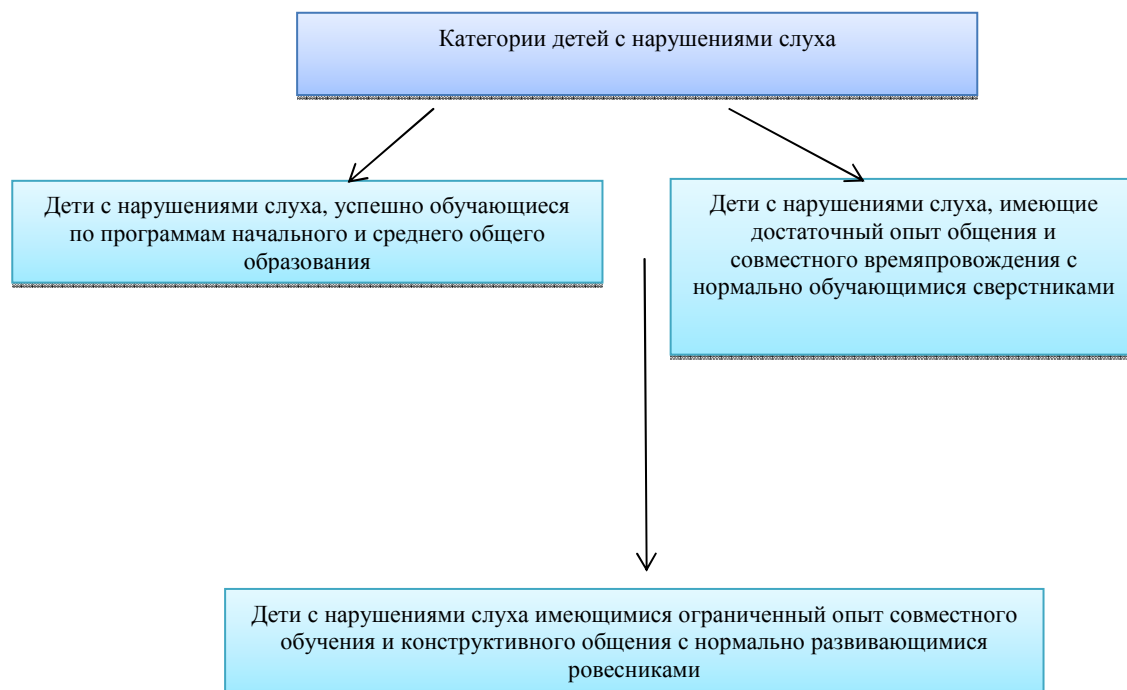 Категории детей с нарушениями слуха
Дети с нарушениями слуха, успешно обучающиеся
по программам начального и среднего общего
образования
Дети с нарушениями слуха, имеющие
достаточный опыт общения и
совместного времяпровождения с
нормально обучающимися сверстниками
Дети с нарушениями слуха имеющимися ограниченный опыт совместного
обучения и конструктивного общения с нормально развивающимися
ровесниками